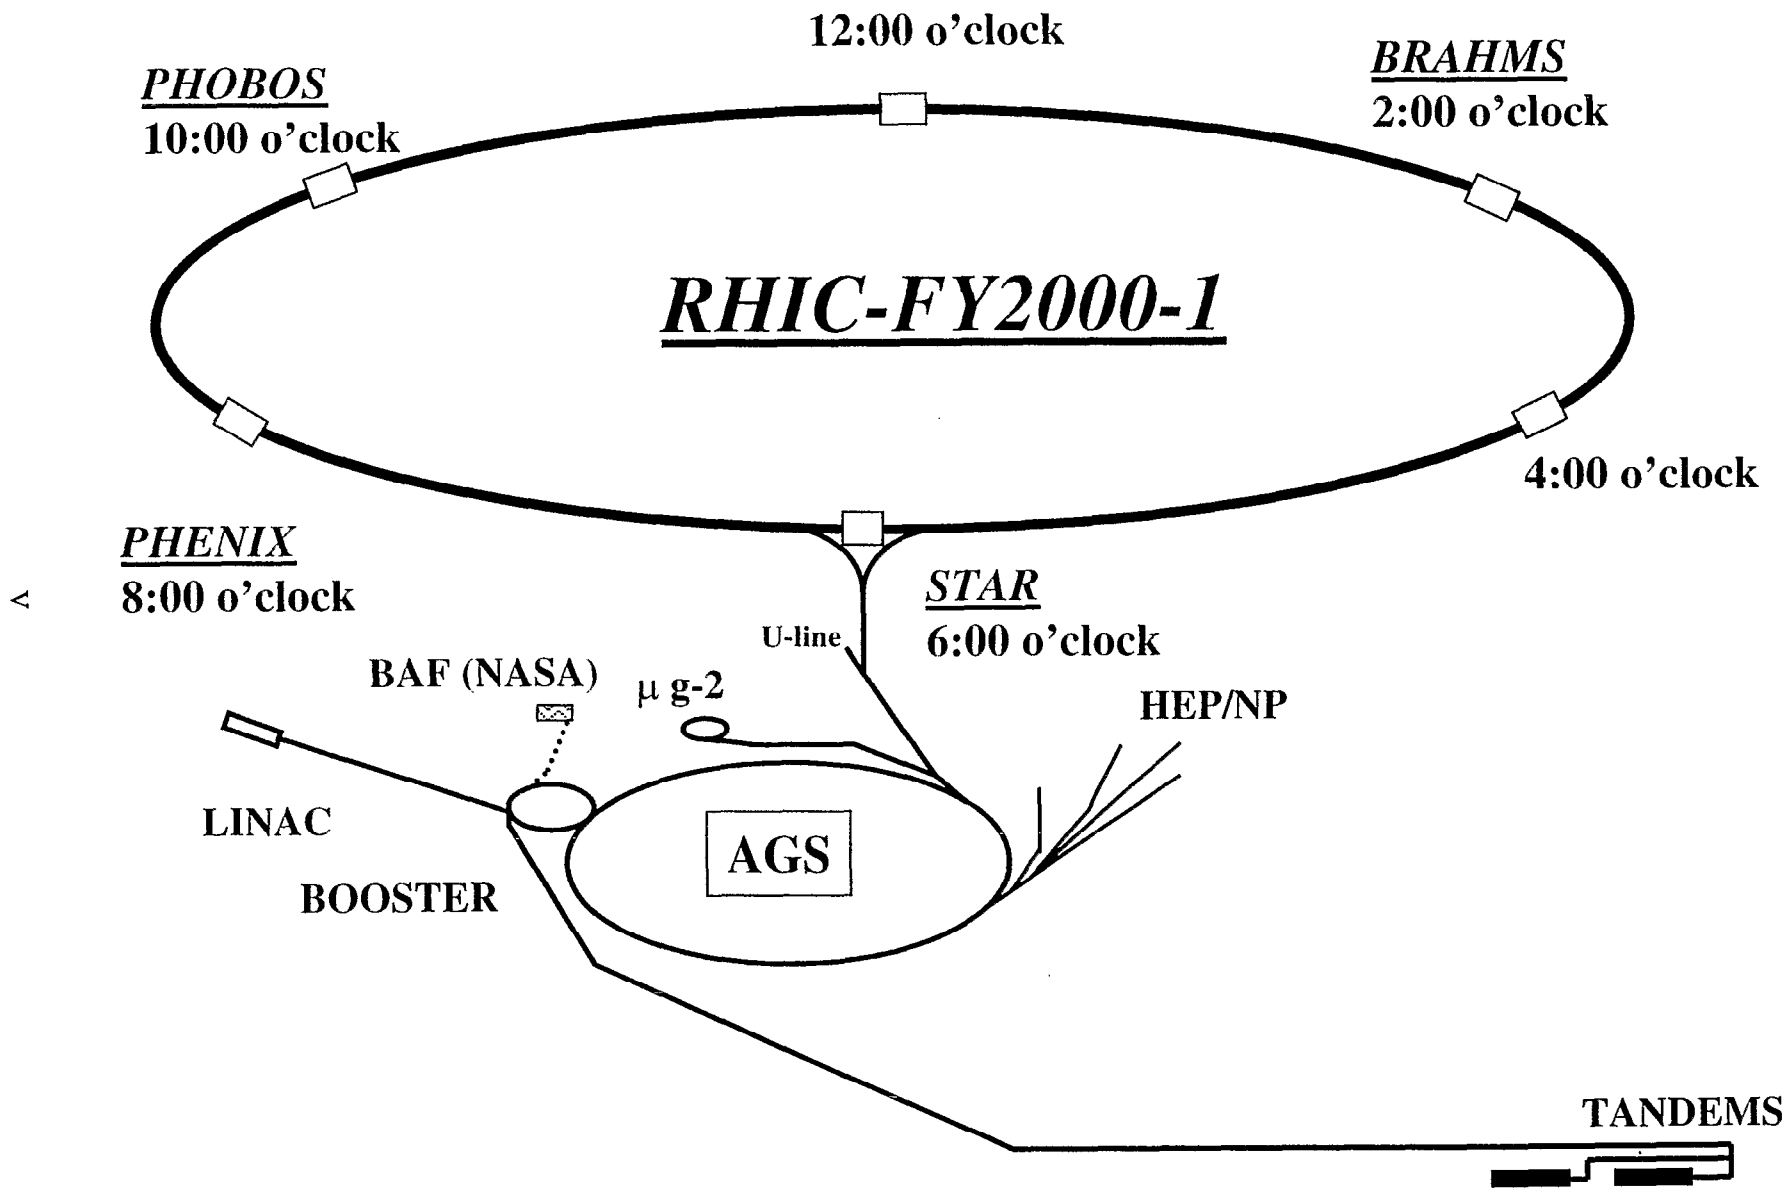 12:00 o'clock
BRAHMS
2:00 o'clock
PHOBOS
10:00 o'clock
RHIC-FY2000-1
4:00 o'clock
PHENIX
8:00 o'clock
STAR
6:00 o'clock
U-line
BAF (NASA)
μ g-2
HEP/NP
LINAC
AGS
BOOSTER
TANDEMS